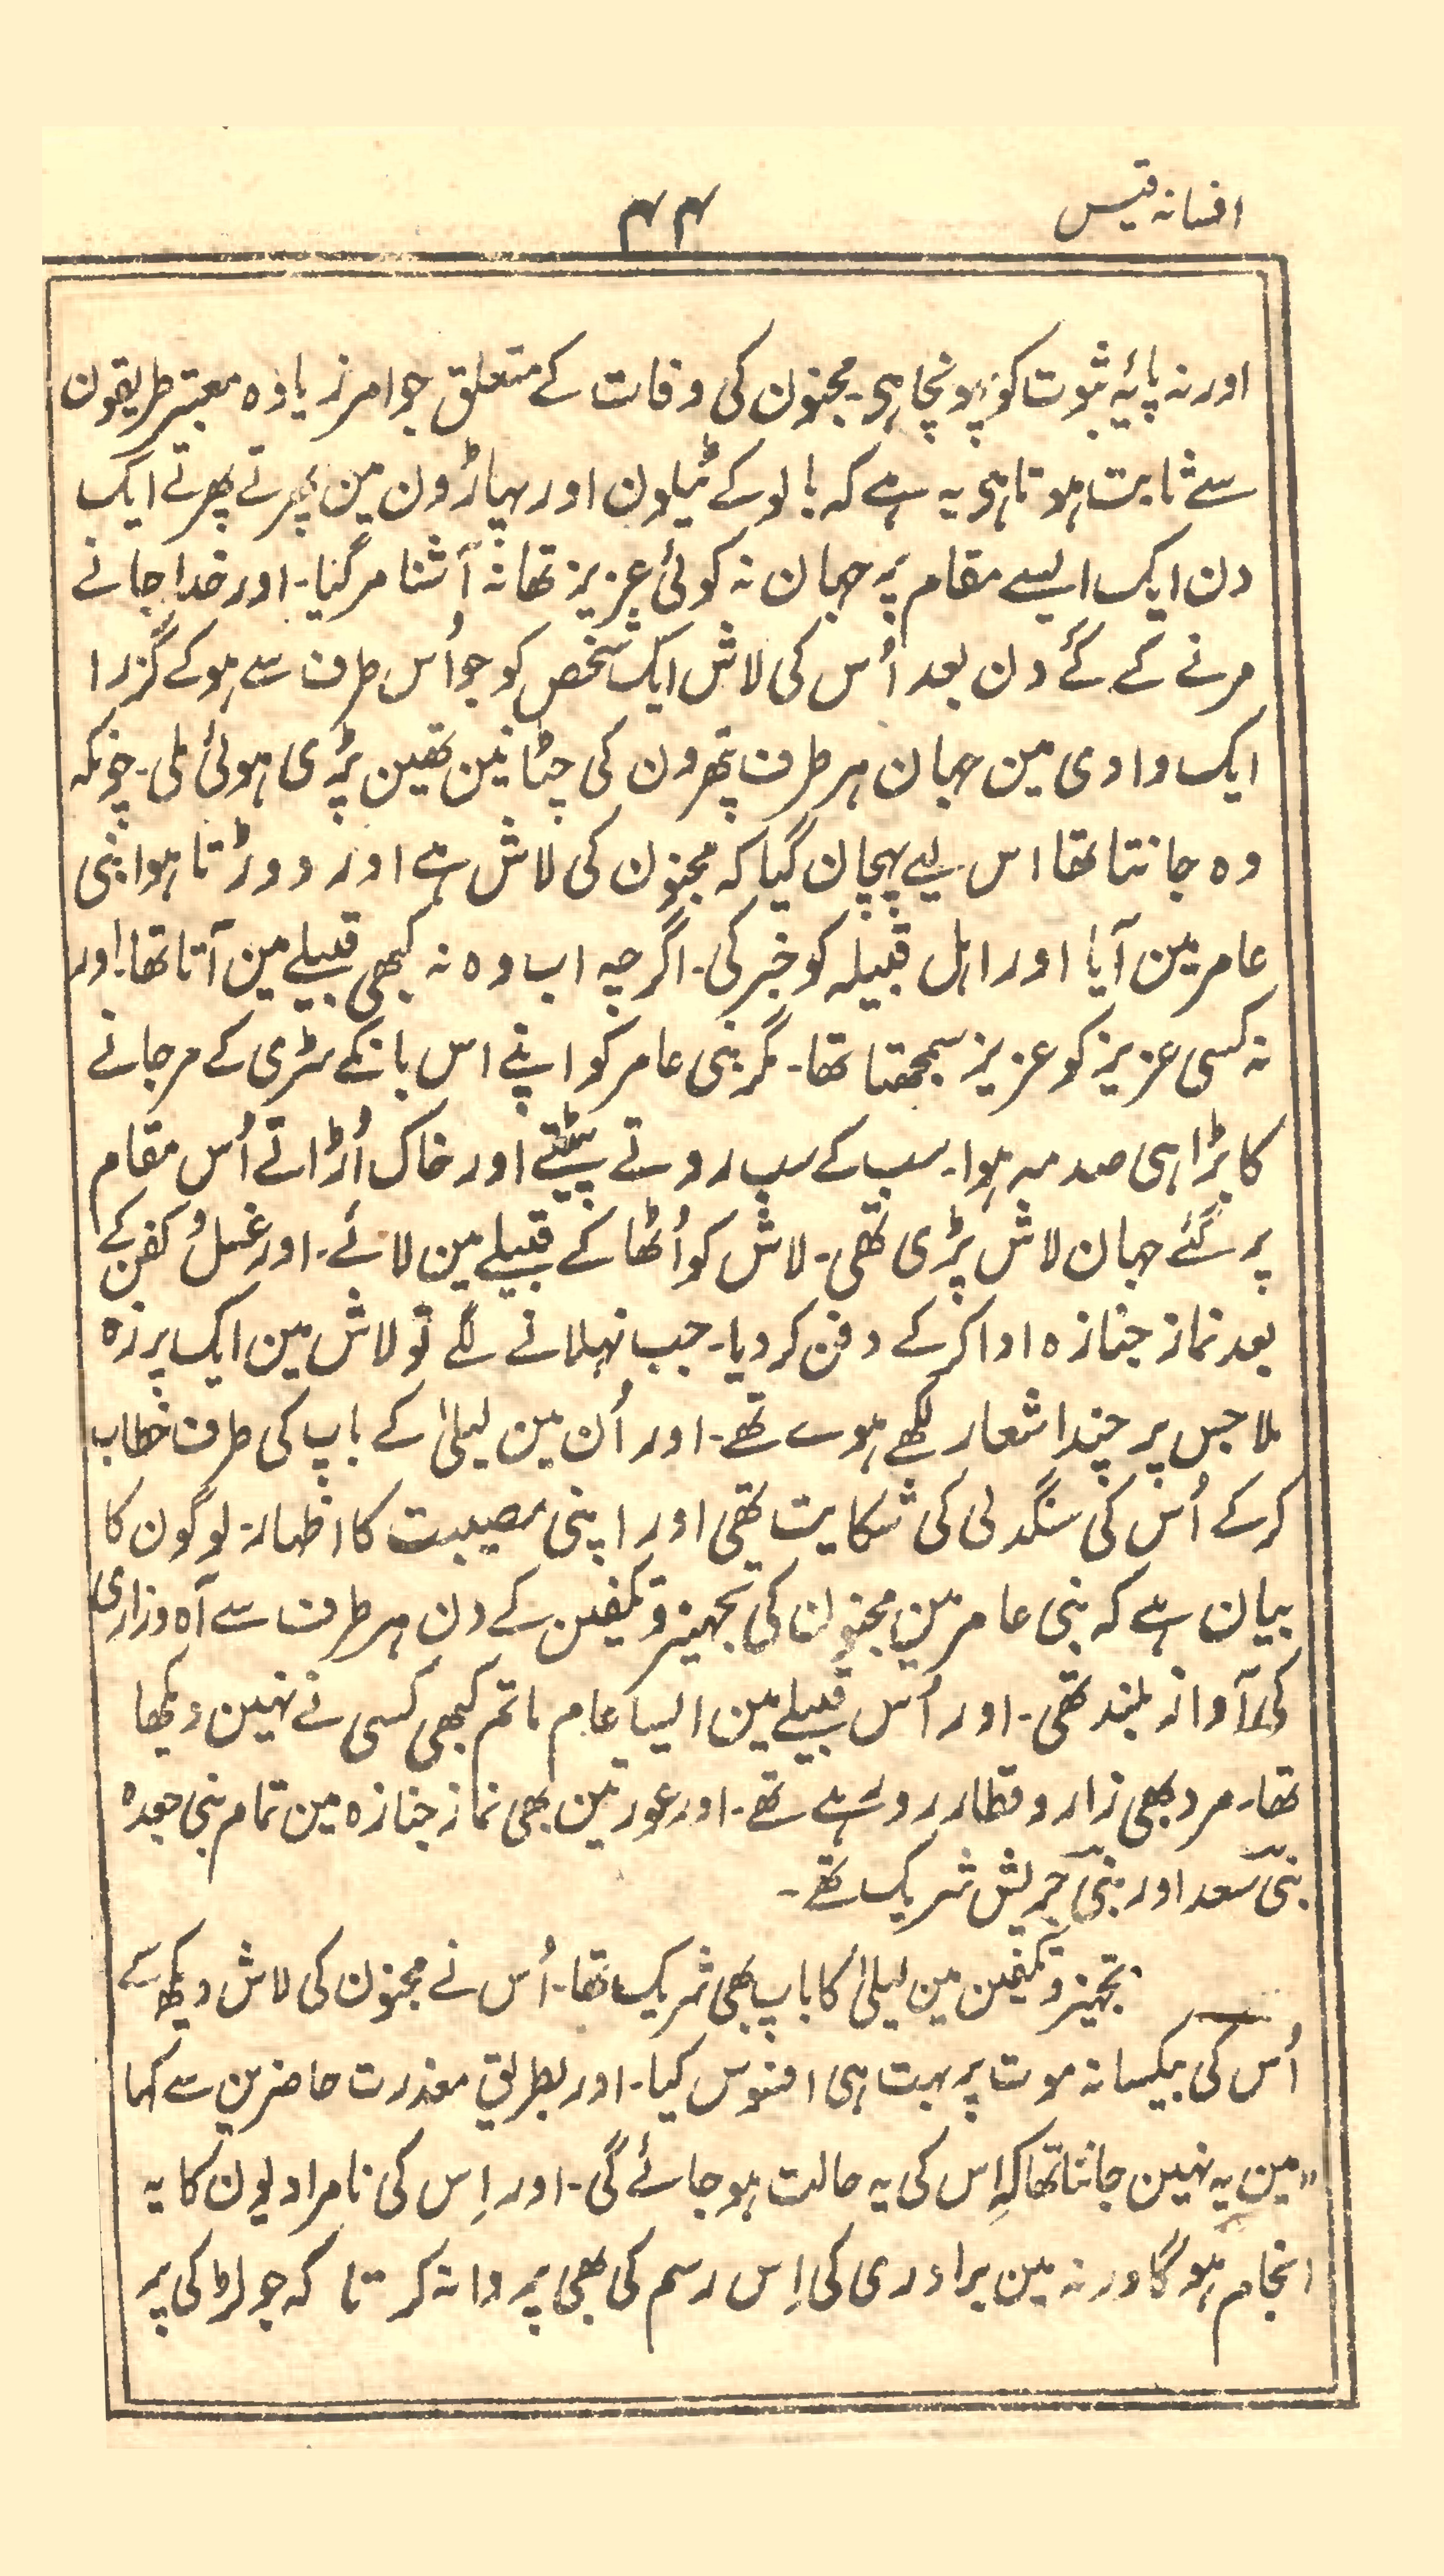 افسانہ قیس
۴۴
اور نہ پائیہ ثبوت کو پہونچا ہی۔ مجنون کی وفات کے متعلق جو امر زیادہ معتبر طریقون
سے ثابت ہوتا ہی یہ ہے کہ بالو کے ٹیلون اور پہاڑون مین پھرتے پھرتے ایک
دن ایک ایسے مقام پر جہان نہ کوئی عزیز تھا نہ آشنا مرگیا۔ اور خدا جانے
مرنے کے کَے دن بعد اُس کی لاش ایک شخص کو جو اُس طرف سے ہو کے گزرا
ایک وادی مین جہان ہر طرف پتھرون کی چٹانین تھین پڑی ہوئی ملی۔ چونکہ
وہ جانتا تھا اس لیے پہچان گیا کہ مجنون کی لاش ہے اور دوڑتا ہوا بنی
عامر مین آیا اور اہل قبیلہ کو خبر کی۔ اگرچہ اب وہ نہ کبھی قبیلے مین آتا تھا۔ اور
نہ کسی عزیز کو عزیز سمجھتا تھا۔ مگر بنی عامر کو اپنے اس بانکے سڑی کے مرجانے
کا بڑا ہی صدمہ ہوا۔ سب کے سب روتے پیٹتے اور خاک اُڑاتے اُس مقام
پر گئے جہان لاش پڑی تھی۔ لاش کو اُٹھا کے قبیلے مین لائے۔ اور غسل و کفن کے
بعد نماز جنازہ ادا کر کے دفن کر دیا۔ جب نہلانے لگے تو لاش مین ایک پرزہ
ملا جس پر چند اشعار لکھے ہوے تھے۔ اور اُن مین لیلیٰ کے باپ کی طرف خطاب
کر کے اُس کی سنگدلی کی شکایت تھی اور اپنی مصیبت کا اظہار۔ لوگون کا
بیان ہے کہ بنی عامر مین مجنون کی تجہیز و تکفین کے دن ہر طرف سے آہ و زاری
کی آواز بلند تھی۔ اور اُس قبیلے مین ایسا عام ماتم کبھی کسی نے نہین دیکھا
تھا۔ مرد بھی زار و قطار رو رہے تھے۔ اور عورتین بھی نماز جنازہ مین تمام بنی جعدہ
بنی سعد اور بنی حریش شریک تھے۔
تجہیز و تکفین مین لیلیٰ کا باپ بھی شریک تھا۔ اُس نے مجنون کی لاش دیکھ کے
اُس کی بیکسانہ موت پر بہت ہی افسوس کیا۔ اور بطریق معذرت حاضرین سے کہا
”مین یہ نہین جانتا تھا کہ اِس کی یہ حالت ہو جائے گی۔ اور اِس کی نامرادیون کا یہ
انجام ہو گا ورنہ مین برادری کی اِس رسم کی بھی پروا نہ کرتا کہ جو لڑکی پر